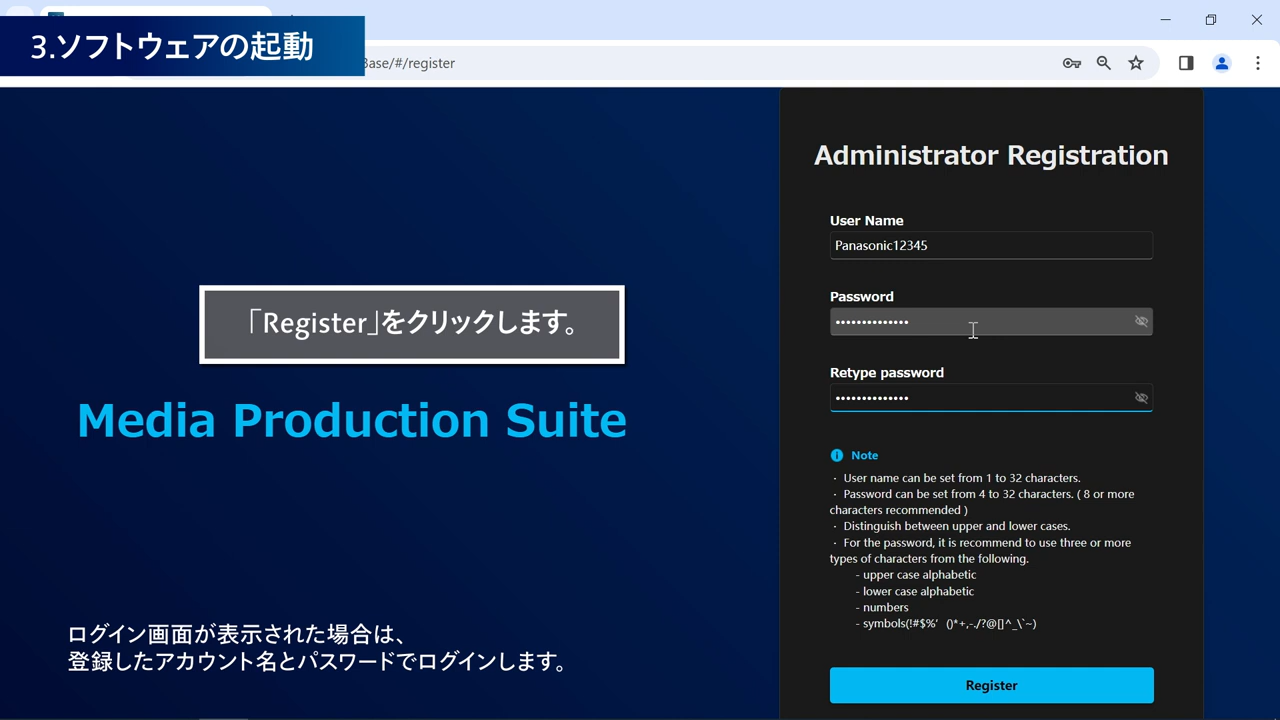 3.ソフトウェアの起動
Base/#/register
Administrator Registration
User Name
Panasonic12345
Password
••••••••••••••
Retype password
••••••••••••••
「Register」をクリックします。
Media Production Suite
Note
・ User name can be set from 1 to 32 characters.
・ Password can be set from 4 to 32 characters. ( 8 or more
characters recommended )
・ Distinguish between upper and lower cases.
・ For the password, it is recommend to use three or more
types of characters from the following.
- upper case alphabetic
- lower case alphabetic
- numbers
- symbols(!#$%'  ()*+,-./?@[]^_\`~)
ログイン画面が表示された場合は、
登録したアカウント名とパスワードでログインします。
Register